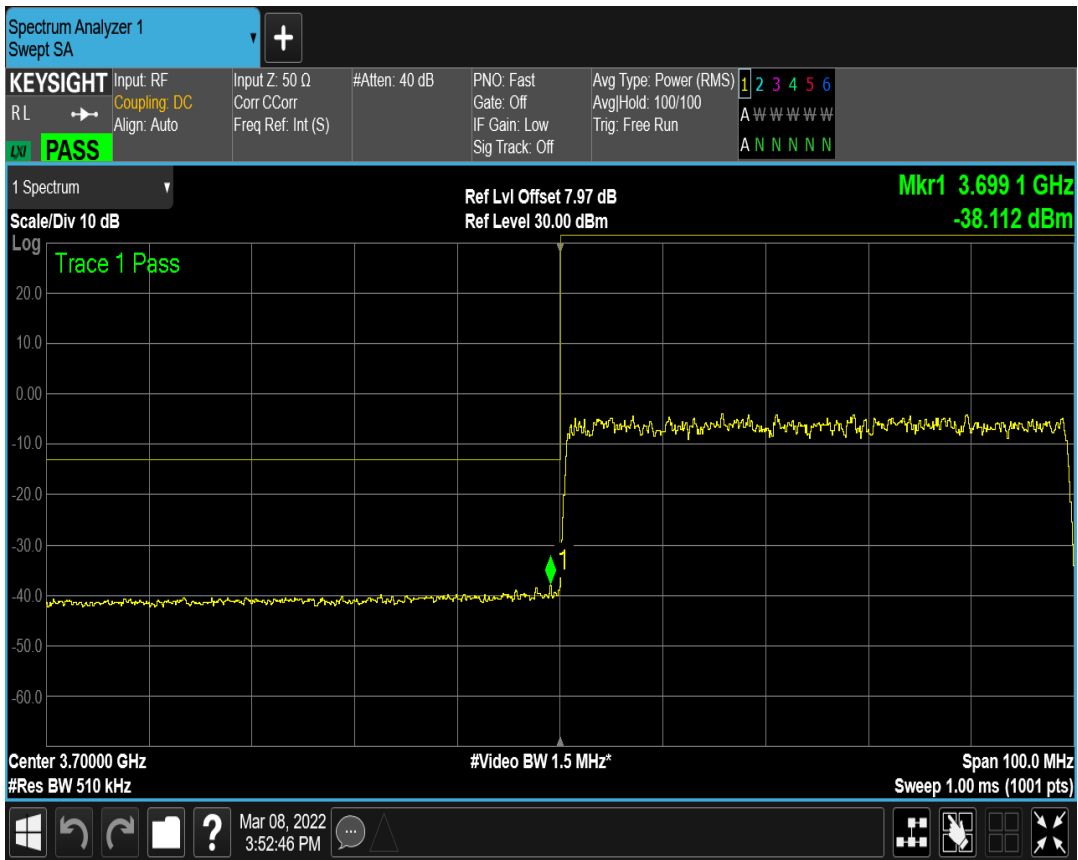 Spectrum Analyzer 1
Swept SA
+
KEYSIGHT
RL
LXI PASS
Input: RF
Coupling: DC
Align: Auto
Input Z: 50 Ω
Corr CCorr
Freq Ref: Int (S)
#Atten: 40 dB
PNO: Fast
Gate: Off
IF Gain: Low
Sig Track: Off
Avg Type: Power (RMS)
Avg|Hold: 100/100
Trig: Free Run
1 2 3 4 5 6
A W W W W W
A N N N N N
1 Spectrum
Scale/Div 10 dB
Ref Lvl Offset 7.97 dB
Ref Level 30.00 dBm
Mkr1 3.699 1 GHz
-38.112 dBm
Log
Trace 1 Pass
20.0
10.0
0.00
-10.0
-20.0
-30.0
1
-40.0
-50.0
-60.0
Center 3.70000 GHz
#Video BW 1.5 MHz*
Span 100.0 MHz
#Res BW 510 kHz
Sweep 1.00 ms (1001 pts)
?
Mar 08, 2022
3:52:46 PM